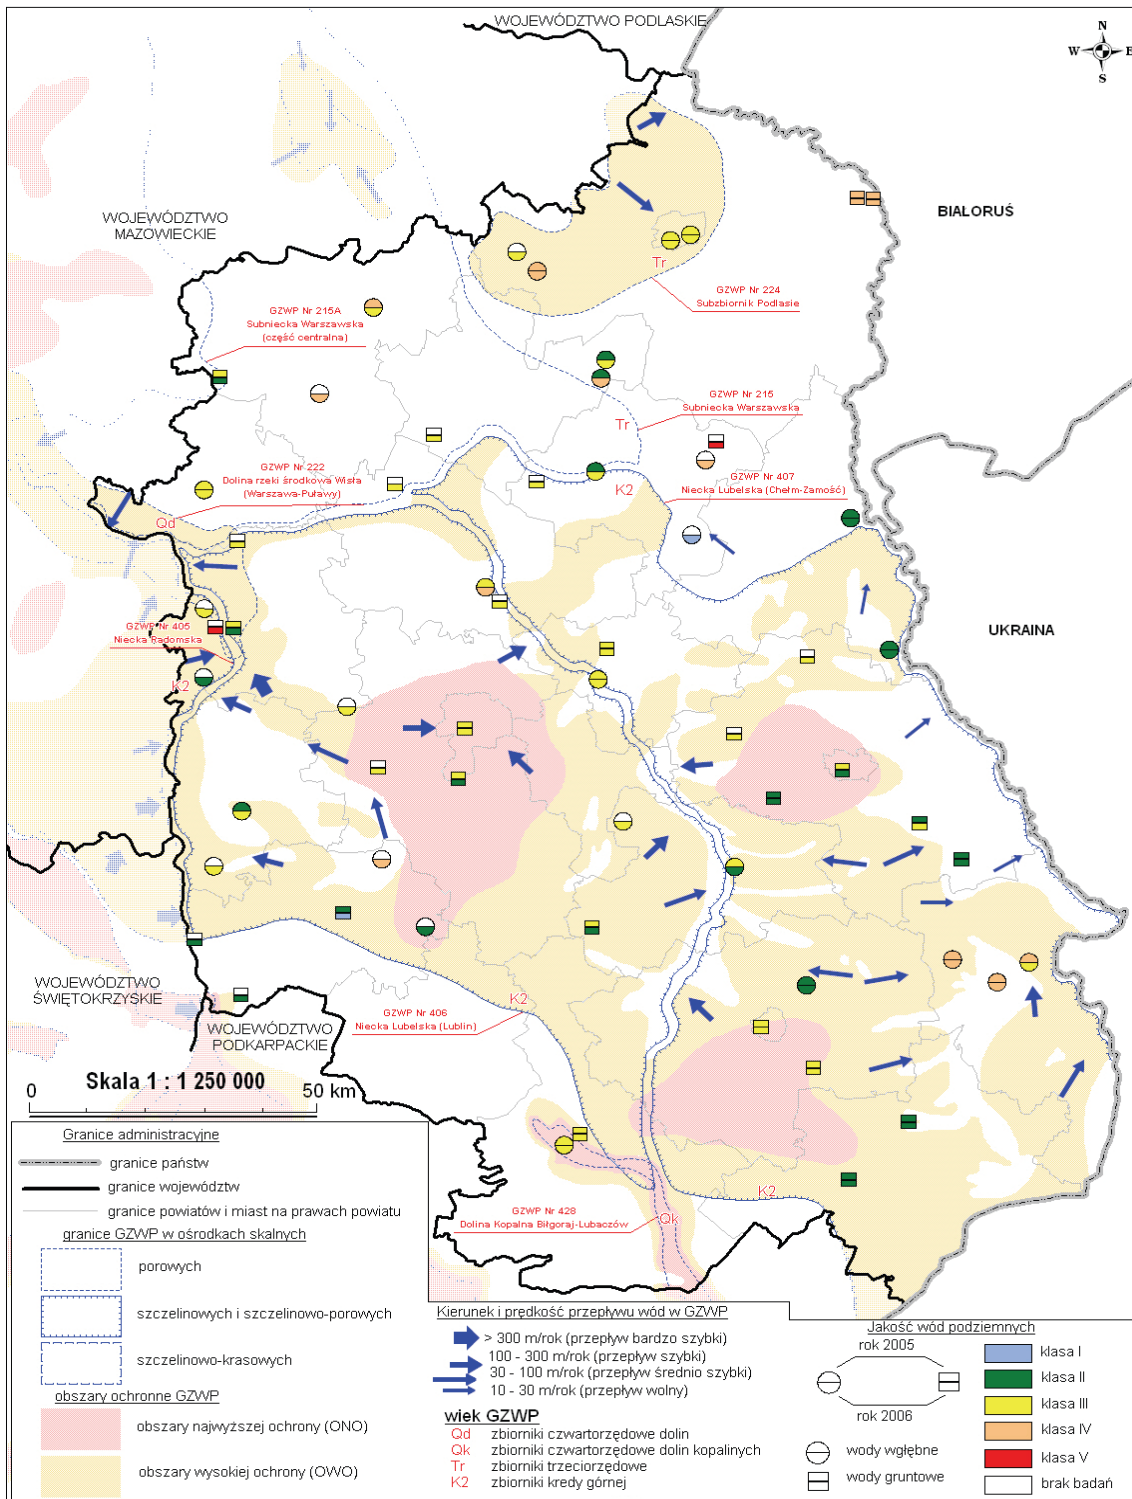 WOJEWÓDZTWO PODLASKIE
N
W E
S
BIALORUŚ
WOJEWÓDZTWO
MAZOWIECKIE
Tr
GZWP Nr 224
Subzbiornik Podlasie
GZWP Nr 215A
Subniecka Warszawska
(część centralna)
GZWP Nr 215
Subniecka Warszawska
Tr
GZWP Nr 222
Dolina rzeki środkowa Wisła
(Warszawa-Puławy)
GZWP Nr 407
Niecka Lubelska (Chełm-Zamość)
K2
Qd
UKRAINA
GZWP Nr 405
Niecka Radomska
K2
WOJEWÓDZTWO
ŚWIĘTOKRZYSKIE
K2
GZWP Nr 406
Niecka Lubelska (Lublin)
WOJEWÓDZTWO
PODKARPACKIE
Skala 1 : 1 250 000
0 50 km
K2
GZWP Nr 428
Dolina Kopalna Biłgoraj-Lubaczów
Qk
Granice administracyjne
granice państw
granice województw
granice powiatów i miast na prawach powiatu
granice GZWP w ośrodkach skalnych
porowych
szczelinowych i szczelinowo-porowych
szczelinowo-krasowych
obszary ochronne GZWP
obszary najwyższej ochrony (ONO)
obszary wysokiej ochrony (OWO)
Kierunek i prędkość przepływu wód w GZWP
> 300 m/rok (przepływ bardzo szybki)
100 - 300 m/rok (przepływ szybki)
30 - 100 m/rok (przepływ średnio szybki)
10 - 30 m/rok (przepływ wolny)
wiek GZWP
Qd zbiorniki czwartorzędowe dolin
Qk zbiorniki czwartorzędowe dolin kopalinych
Tr zbiorniki trzeciorzędowe
K2 zbiorniki kredy górnej
Jakość wód podziemnych
rok 2005
rok 2006
wody wgłębne
wody gruntowe
klasa I
klasa II
klasa III
klasa IV
klasa V
brak badań